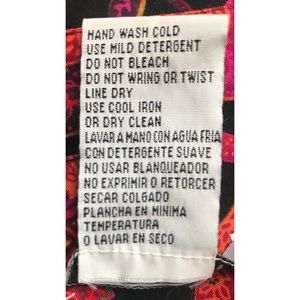 HAND WASH COLD
USE MILD DETERGENT
DO NOT BLEACH
DO NOT WRING OR TWIST
LINE DRY
USE COOL IRON
OR DRY CLEAN
LAVAR A MANO CON AGUA FRIA
CON DETERGENTE SUAVE
NO USAR BLANQUEADOR
NO EXPRIMIR O RETORCER
SECAR COLGADO
PLANCHA EN MINIMA
TEMPERATURA
O LAVAR EN SECO